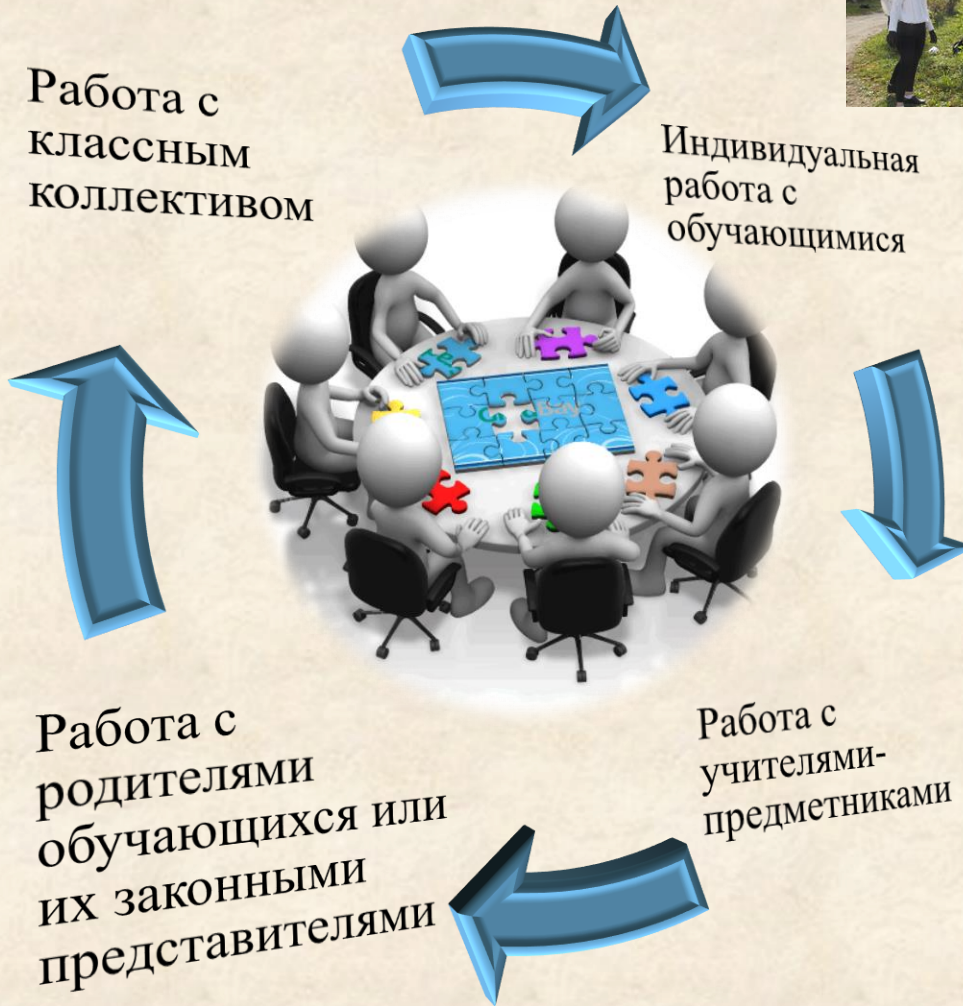 Работа с
классным
коллективом
Индивидуальная
работа с
обучающимися
Работа с
учителями-
предметниками
Работа с
родителями
обучающихся или
их законными
представителями